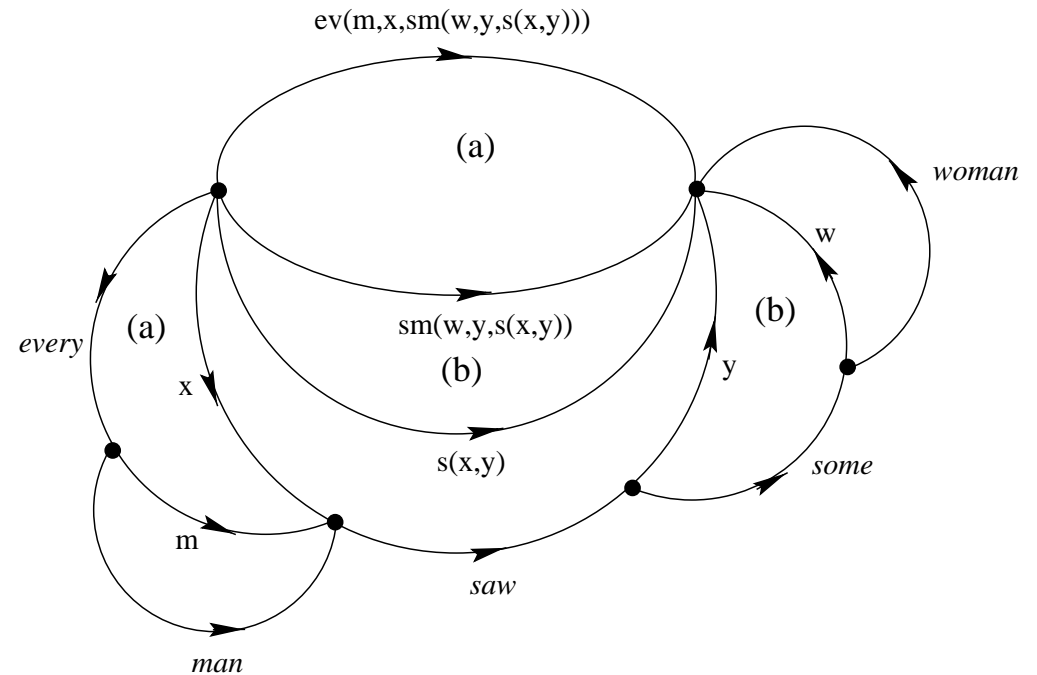 ev(m,x,sm(w,y,s(x,y)))
(a)
woman
w
(b)
sm(w,y,s(x,y))
(a)
every
(b)
x
y
s(x,y)
some
m
saw
man